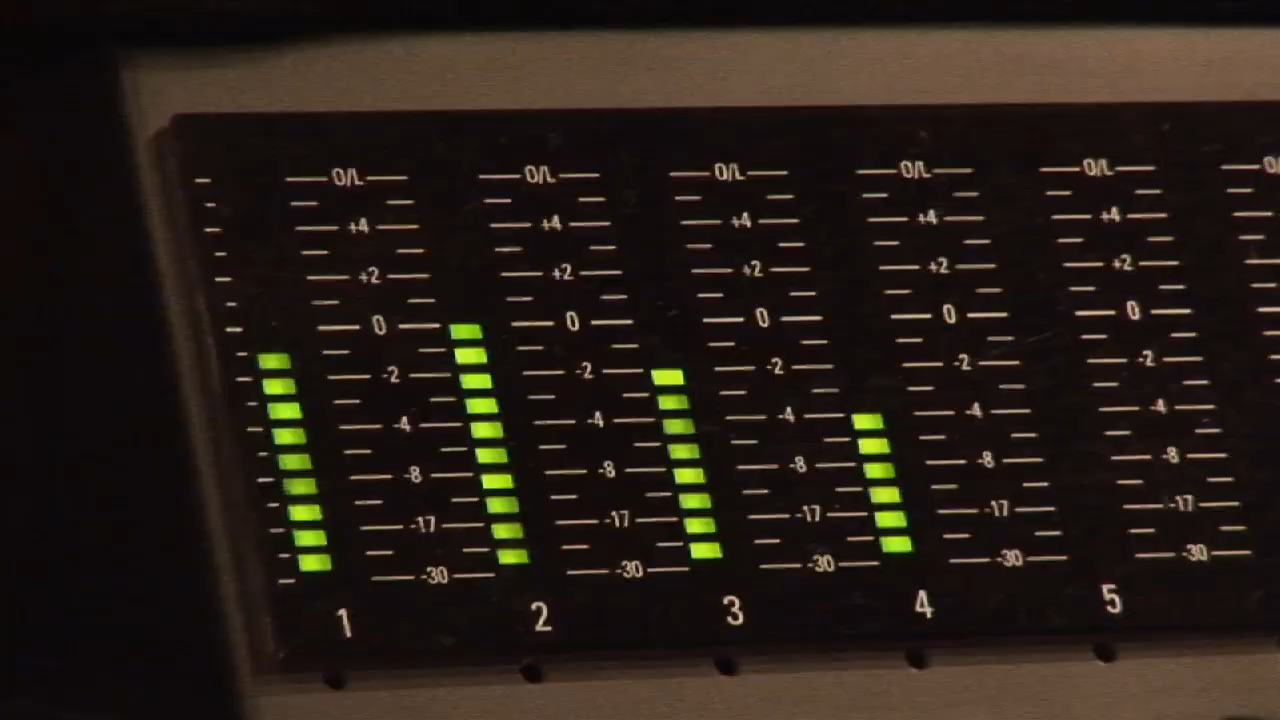 O/L O/L O/L O/L O/L
+4 +4 +4 +4 +4
+2 +2 +2 +2 +2
0 0 0 0 0
-2 -2 -2 -2 -2
-4 -4 -4 -4 -4
-8 -8 -8 -8 -8
-17 -17 -17 -17 -17
-30 -30 -30 -30 -30
1 2 3 4 5